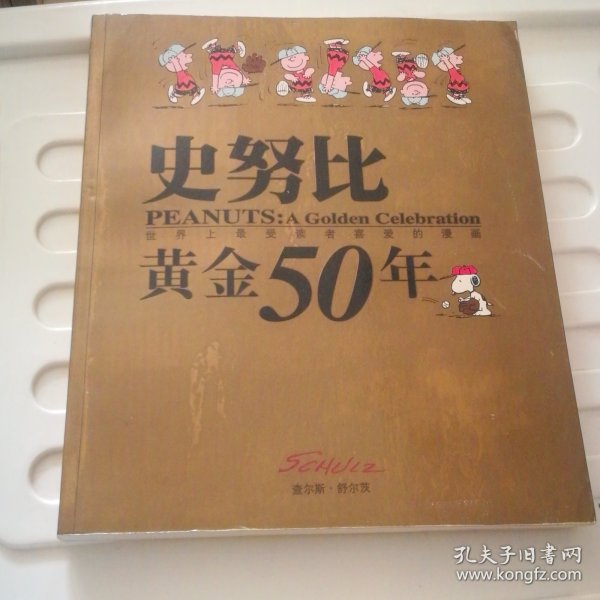 史努比
PEANUTS: A Golden Celebration
世界上最受读者喜爱的漫画
黄金50年
SCHULZ
查尔斯·舒尔茨
孔夫子旧书网
www.kongfz.com